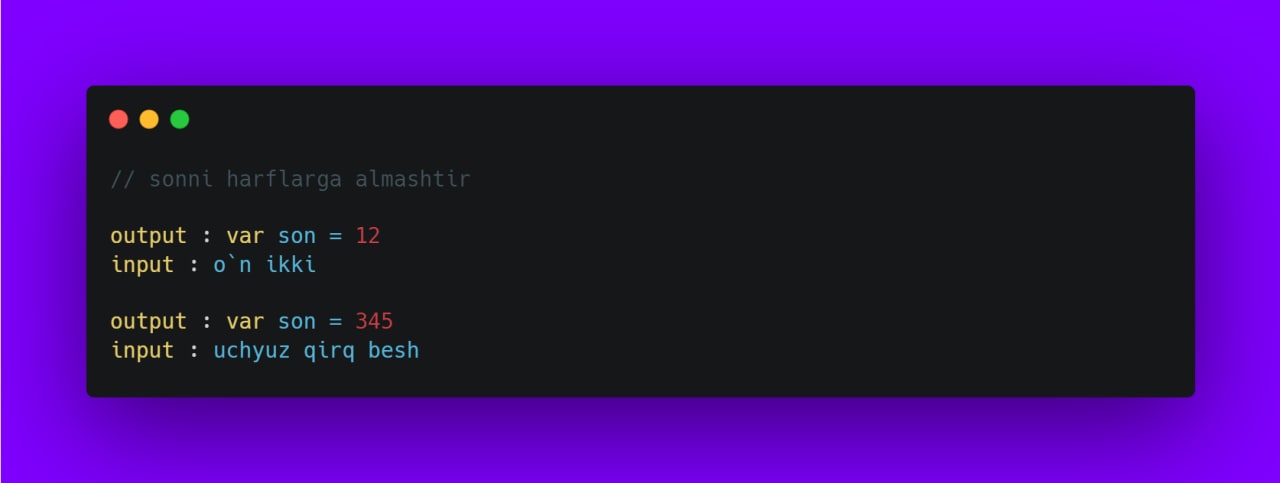 // sonni harflarga almashtir
output : var son = 12
input : o`n ikki
output : var son = 345
input : uchyuz qirq besh